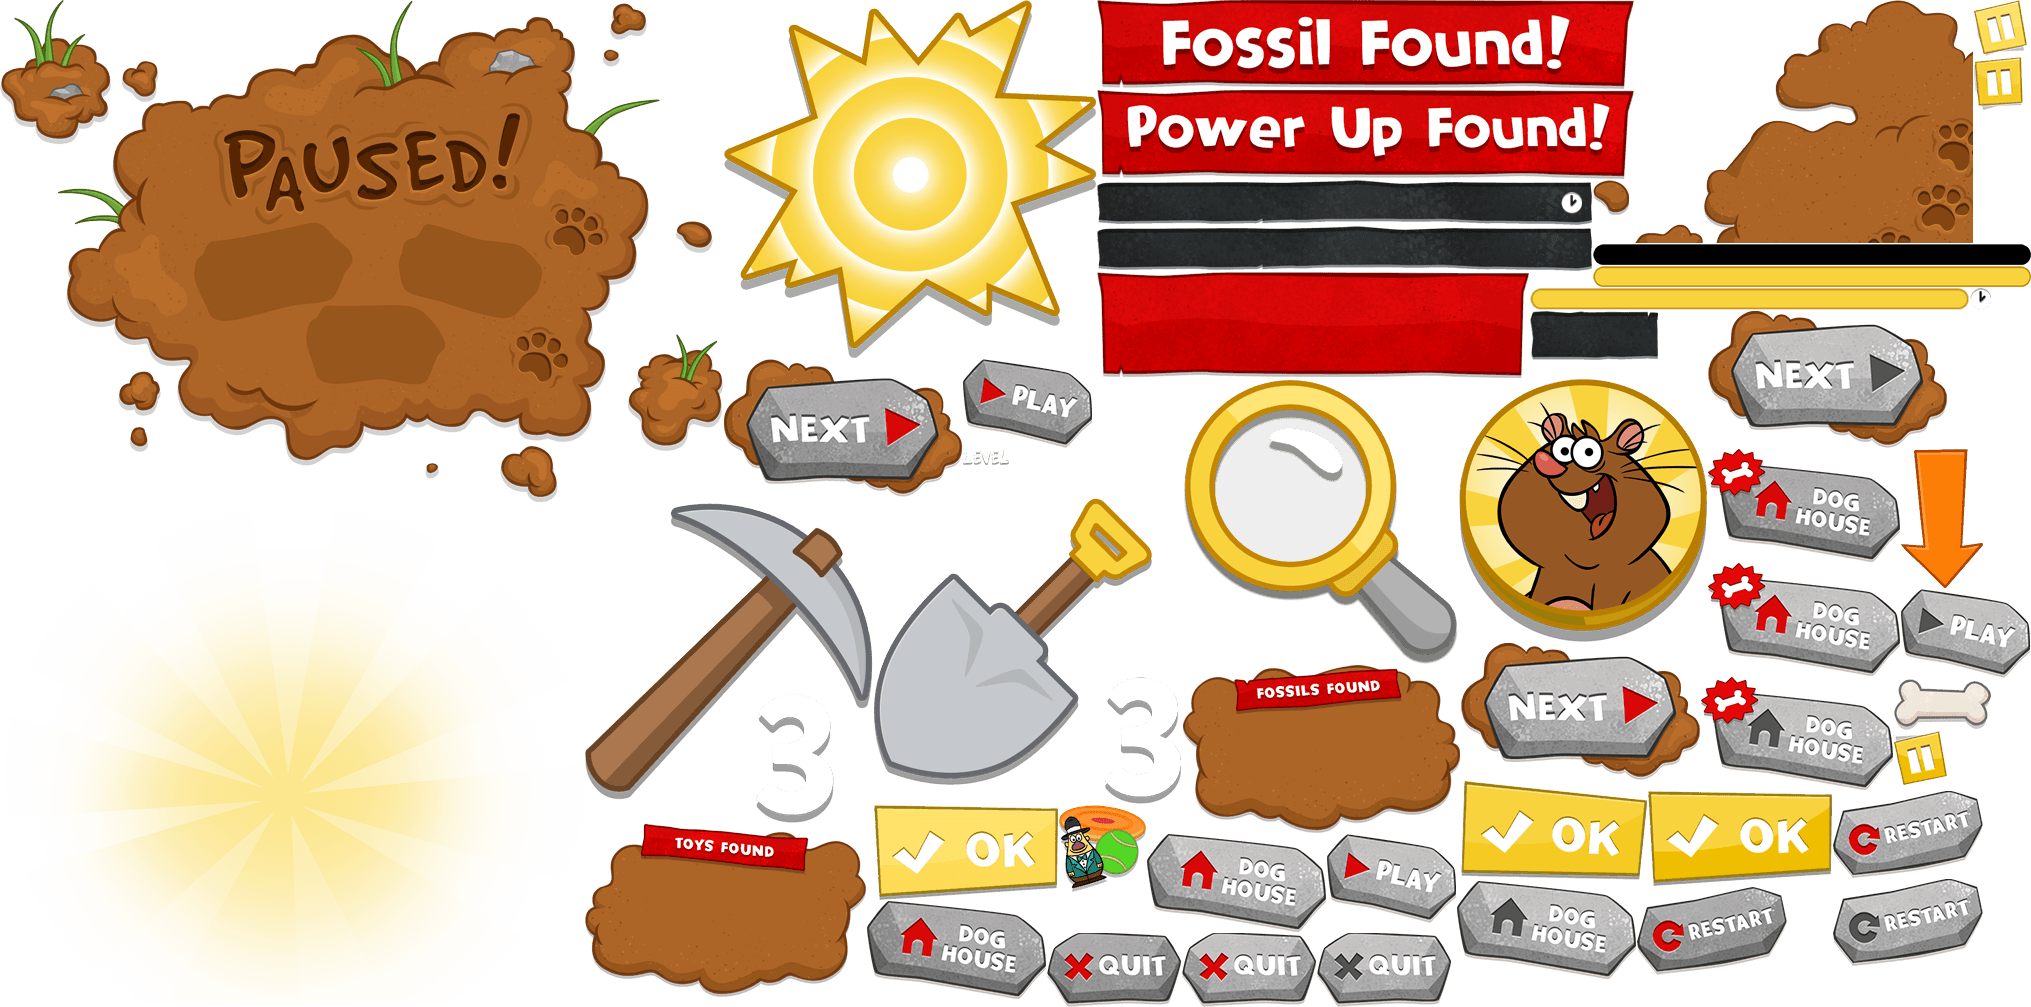 Fossil Found!
Power Up Found!
PAUSED!
NEXT
PLAY
LEVEL
NEXT
DOG
HOUSE
DOG
HOUSE
PLAY
DOG
HOUSE
NEXT
FOSSILS FOUND
3
3
TOYS FOUND
OK
OK
OK
RESTART
DOG
HOUSE
PLAY
DOG
HOUSE
DOG
HOUSE
RESTART
RESTART
QUIT
QUIT
QUIT